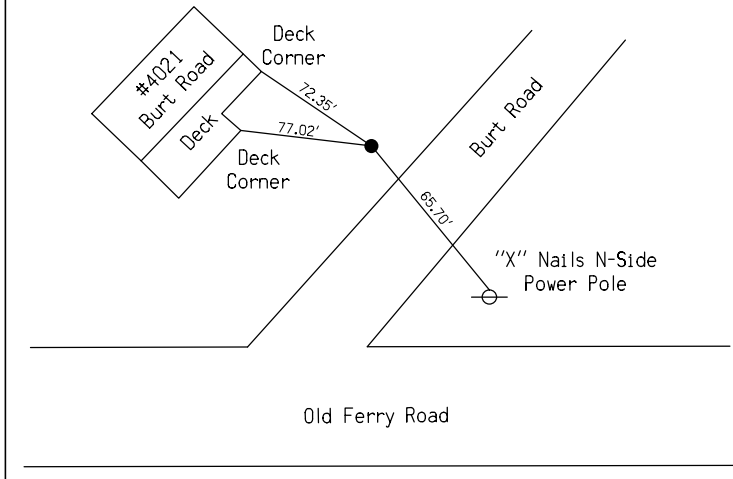 Deck
Corner
#4021
Burt Road
Deck
72.35'
77.02'
Deck
Corner
Burt Road
65.70'
"X" Nails N-Side
Power Pole
Old Ferry Road